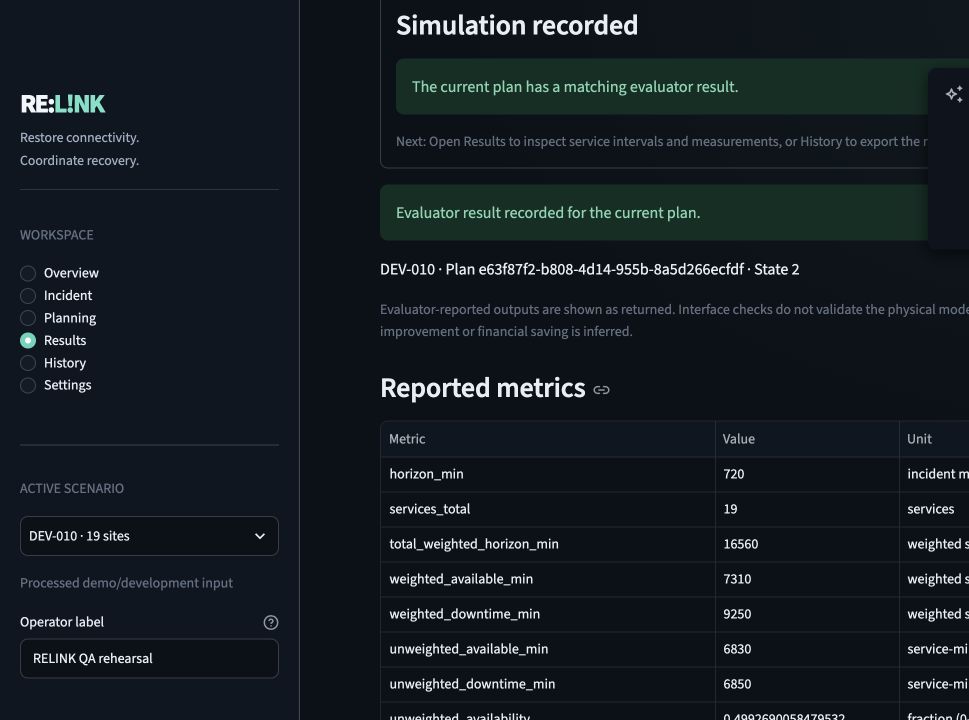 RE:L!NK
Restore connectivity.
Coordinate recovery.
WORKSPACE
Overview
Incident
Planning
Results
History
Settings
ACTIVE SCENARIO
DEV-010 · 19 sites
Processed demo/development input
Operator label
RELINK QA rehearsal
Simulation recorded
The current plan has a matching evaluator result.
Next: Open Results to inspect service intervals and measurements, or History to export the
Evaluator result recorded for the current plan.
DEV-010 · Plan e63f87f2-b808-4d14-955b-8a5d266ecfdf · State 2
Evaluator-reported outputs are shown as returned. Interface checks do not validate the physical mode
improvement or financial saving is inferred.
Reported metrics
Metric Value Unit
horizon_min 720 incident m
services_total 19 services
total_weighted_horizon_min 16560 weighted s
weighted_available_min 7310 weighted s
weighted_downtime_min 9250 weighted s
unweighted_available_min 6830 service-mi
unweighted_downtime_min 6850 service-mi
unweighted_availability 0.4992690058479532 fraction (0